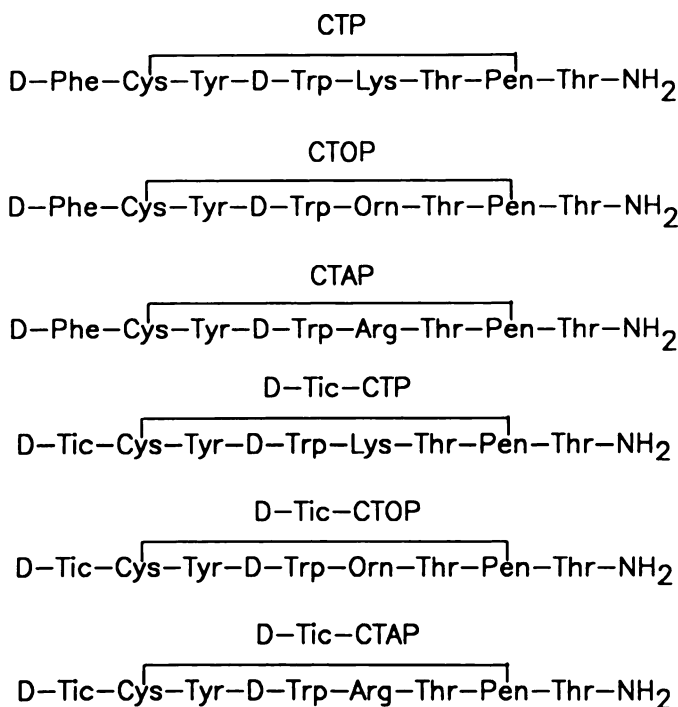 CTP
D-Phe-Cys-Tyr-D-Trp-Lys-Thr-Pen-Thr-NH2
CTOP
D-Phe-Cys-Tyr-D-Trp-Orn-Thr-Pen-Thr-NH2
CTAP
D-Phe-Cys-Tyr-D-Trp-Arg-Thr-Pen-Thr-NH2
D-Tic-CTP
D-Tic-Cys-Tyr-D-Trp-Lys-Thr-Pen-Thr-NH2
D-Tic-CTOP
D-Tic-Cys-Tyr-D-Trp-Orn-Thr-Pen-Thr-NH2
D-Tic-CTAP
D-Tic-Cys-Tyr-D-Trp-Arg-Thr-Pen-Thr-NH2